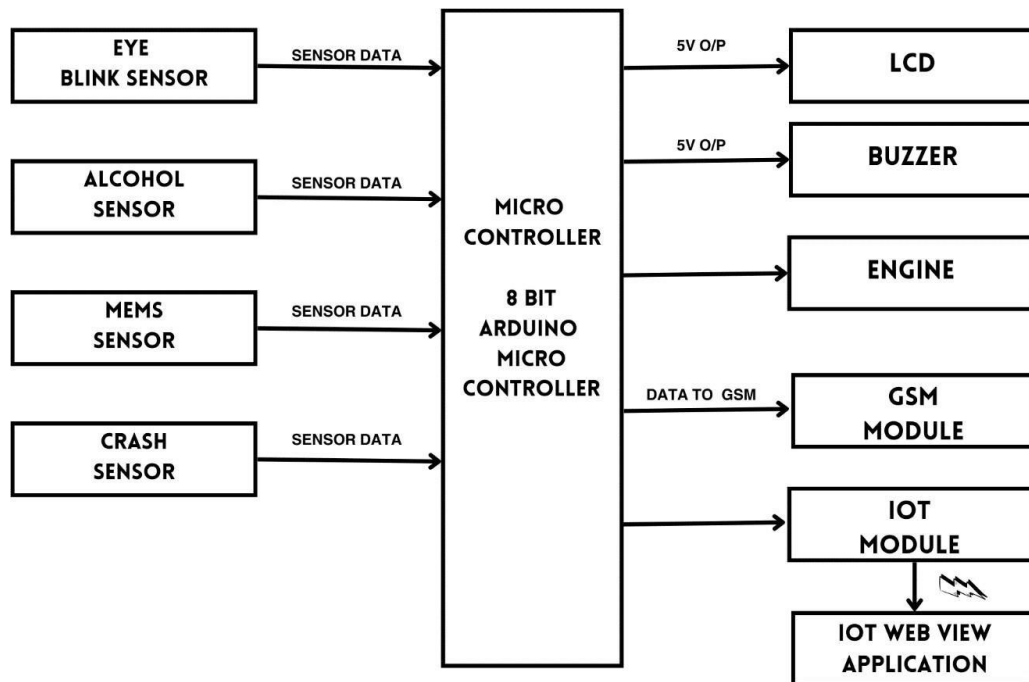 EYE
BLINK SENSOR
SENSOR DATA
ALCOHOL
SENSOR
SENSOR DATA
MEMS
SENSOR
SENSOR DATA
CRASH
SENSOR
SENSOR DATA
MICRO
CONTROLLER
8 BIT
ARDUINO
MICRO
CONTROLLER
5V O/P
LCD
5V O/P
BUZZER
ENGINE
DATA TO GSM
GSM
MODULE
IOT
MODULE
IOT WEB VIEW
APPLICATION